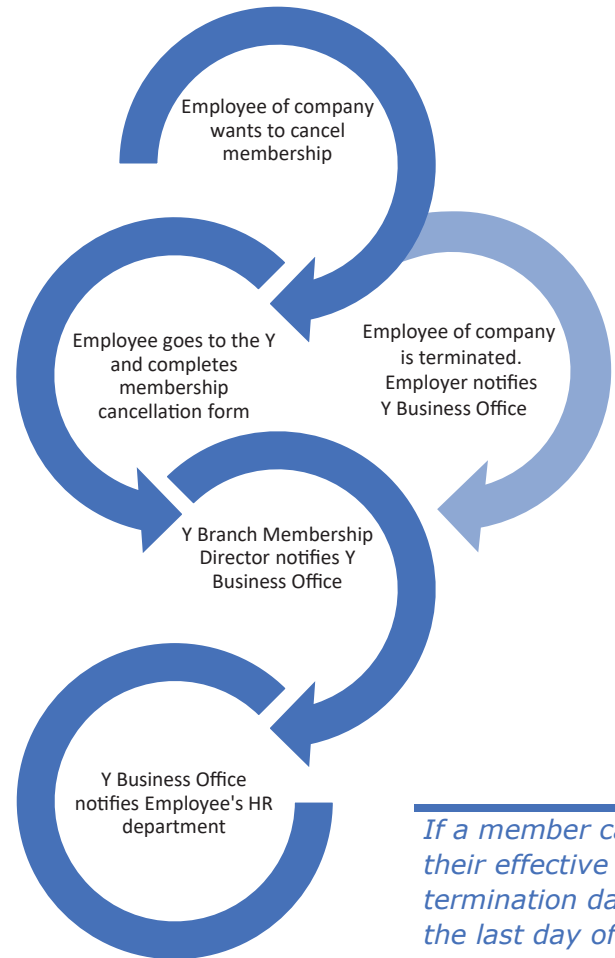 Employee of company
wants to cancel
membership
Employee goes to the Y
and completes
membership
cancellation form
Employee of company
is terminated.
Employer notifies
Y Business Office
Y Branch Membership
Director notifies Y
Business Office
Y Business Office
notifies Employee's HR
department
If a member
their effective
termination
the last day of